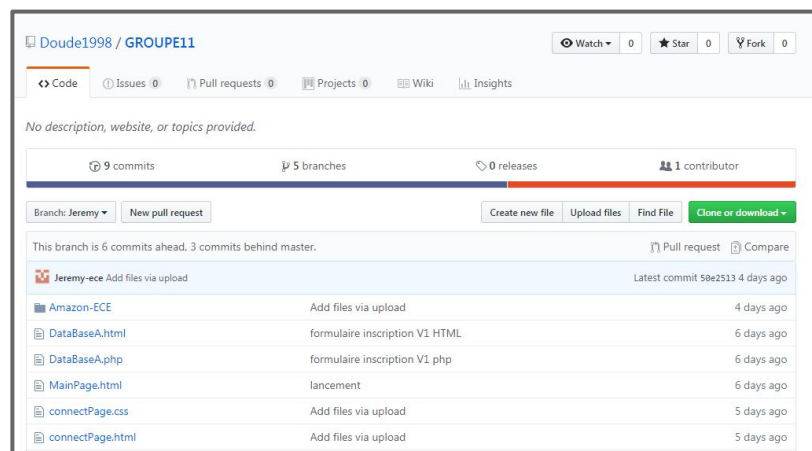 Doude1998 / GROUPE11 Watch 0 Star 0 Fork 0
Code Issues 0 Pull requests 0 Projects 0 Wiki Insights
No description, website, or topics provided.
9 commits 5 branches 0 releases 1 contributor
Branch: Jeremy New pull request Create new file Upload files Find File Clone or download
This branch is 6 commits ahead, 3 commits behind master. Pull request Compare
Jeremy-ece Add files via upload Latest commit 50e2513 4 days ago
Amazon-ECE Add files via upload 4 days ago
DataBaseA.html formulaire inscription V1 HTML 6 days ago
DataBaseA.php formulaire inscription V1 php 6 days ago
MainPage.html lancement 6 days ago
connectPage.css Add files via upload 5 days ago
connectPage.html Add files via upload 5 days ago